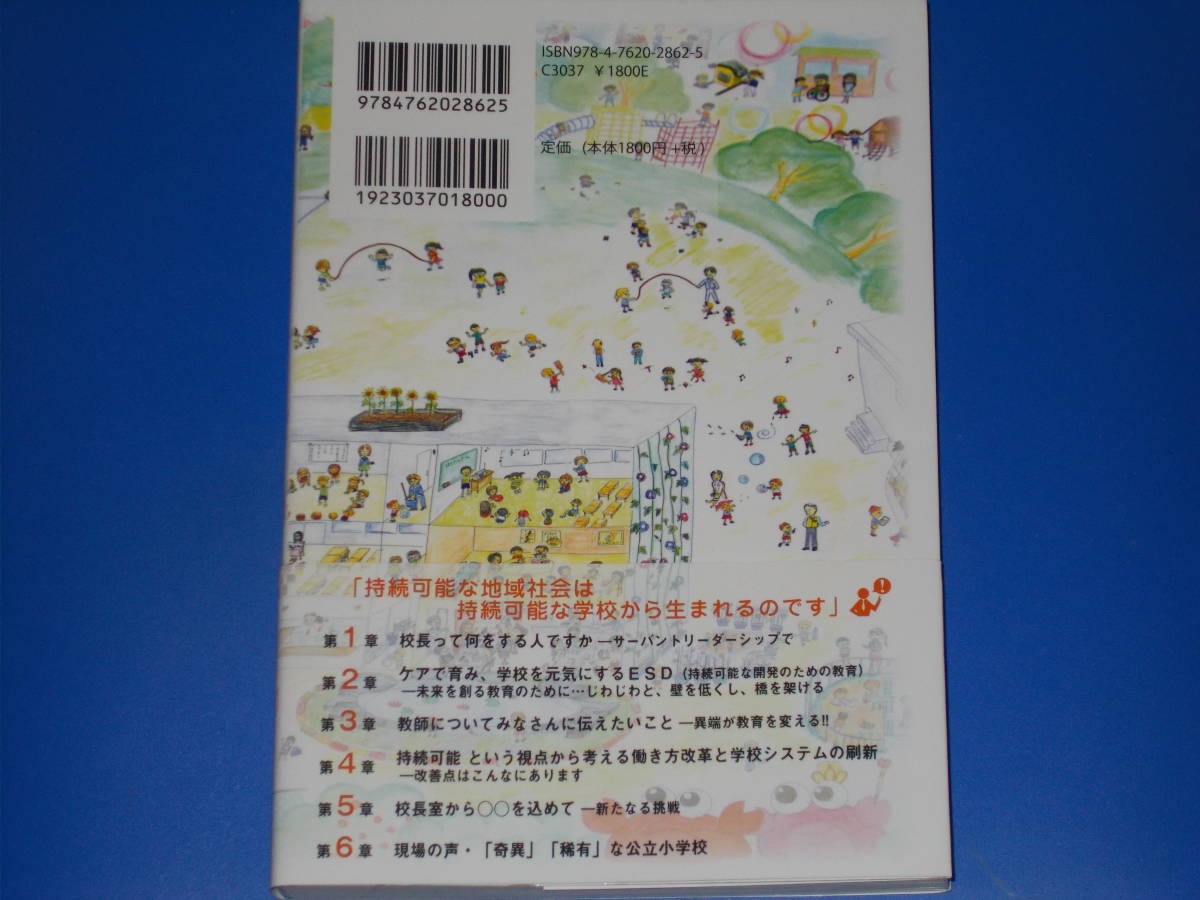 ISBN978-4-7620-2862-5
C3037 ¥1800E
9784762028625
定価（本体1800円+税）
1923037018000
「持続可能な地域社会は
持続可能な学校から生まれるのです」
第1章 校長って何をする人ですか―サーバントリーダーシップで
第2章 ケアで育み、学校を元気にするESD（持続可能な開発のための教育）
―未来を創る教育のために…じわじわと、壁を低くし、橋を架ける
第3章 教師についてみなさんに伝えたいこと―異端が教育を変える!!
第4章 持続可能 という視点から考える働き方改革と学校システムの刷新
―改善点はこんなにあります
第5章 校長室から○○を込めて―新たなる挑戦
第6章 現場の声・「奇異」「稀有」な公立小学校